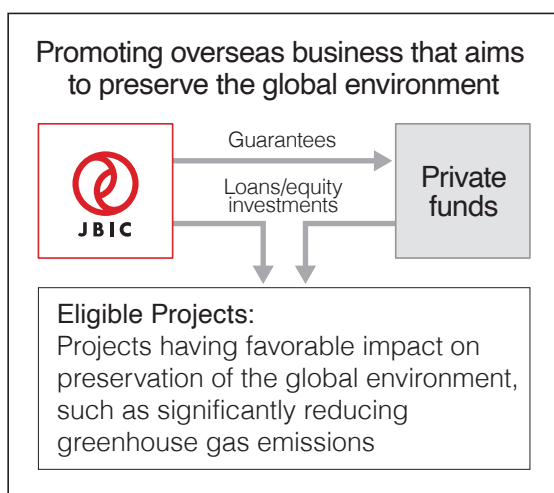 Promoting overseas business that aims
to preserve the global environment
Guarantees
Loans/equity
investments
JBIC
Private
funds
Eligible Projects:
Projects having favorable impact on
preservation of the global environment,
such as significantly reducing
greenhouse gas emissions